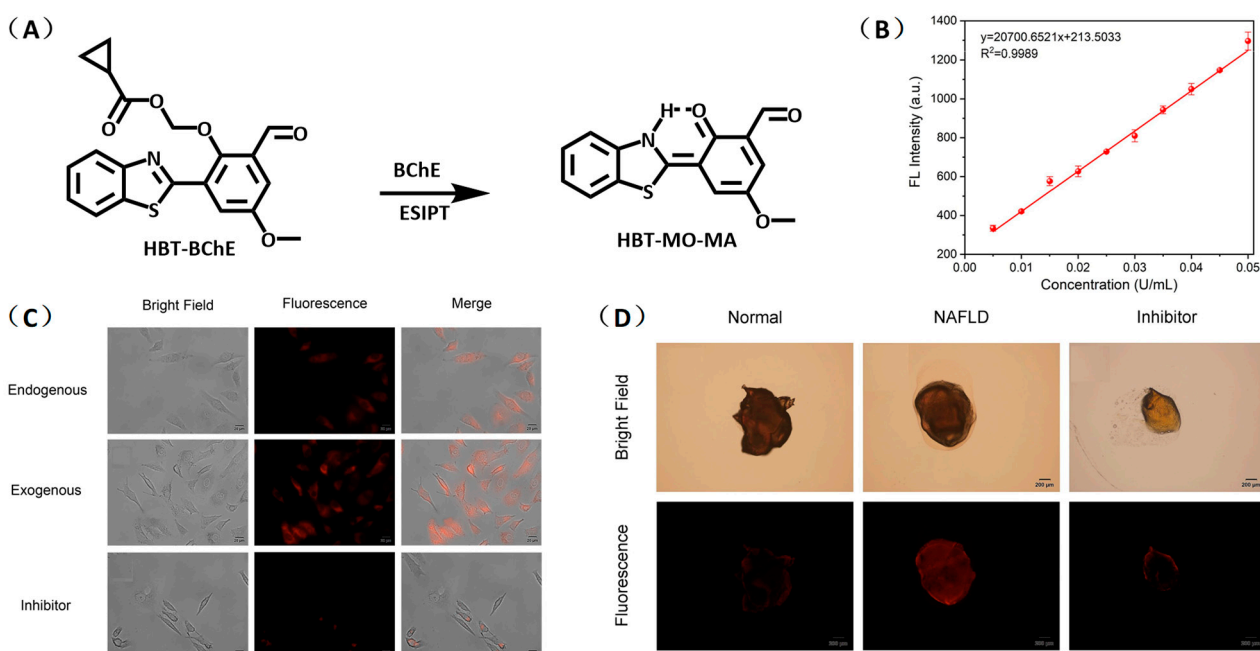 (A)
O
O
O
O
N
S
O
HBT-BChE
BChE
ESIPT
H
O
O
N
S
O
HBT-MO-MA
(B)
y=20700.6521x+213.5033
R²=0.9989
FL Intensity (a.u.)
1400
1200
1000
800
600
400
200
0.00 0.01 0.02 0.03 0.04 0.05
Concentration (U/mL)
(C)
Bright Field Fluorescence Merge
Endogenous
Exogenous
Inhibitor
(D)
Normal NAFLD Inhibitor
Bright Field
200 μm 200 μm 200 μm
Fluorescence